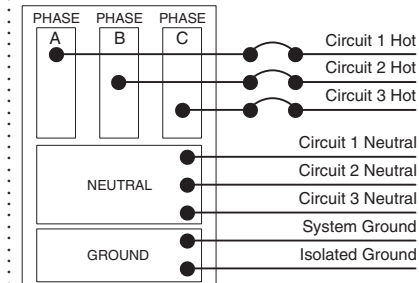 PHASE PHASE PHASE
A B C
Circuit 1 Hot
Circuit 2 Hot
Circuit 3 Hot
Circuit 1 Neutral
NEUTRAL
Circuit 2 Neutral
Circuit 3 Neutral
System Ground
GROUND
Isolated Ground